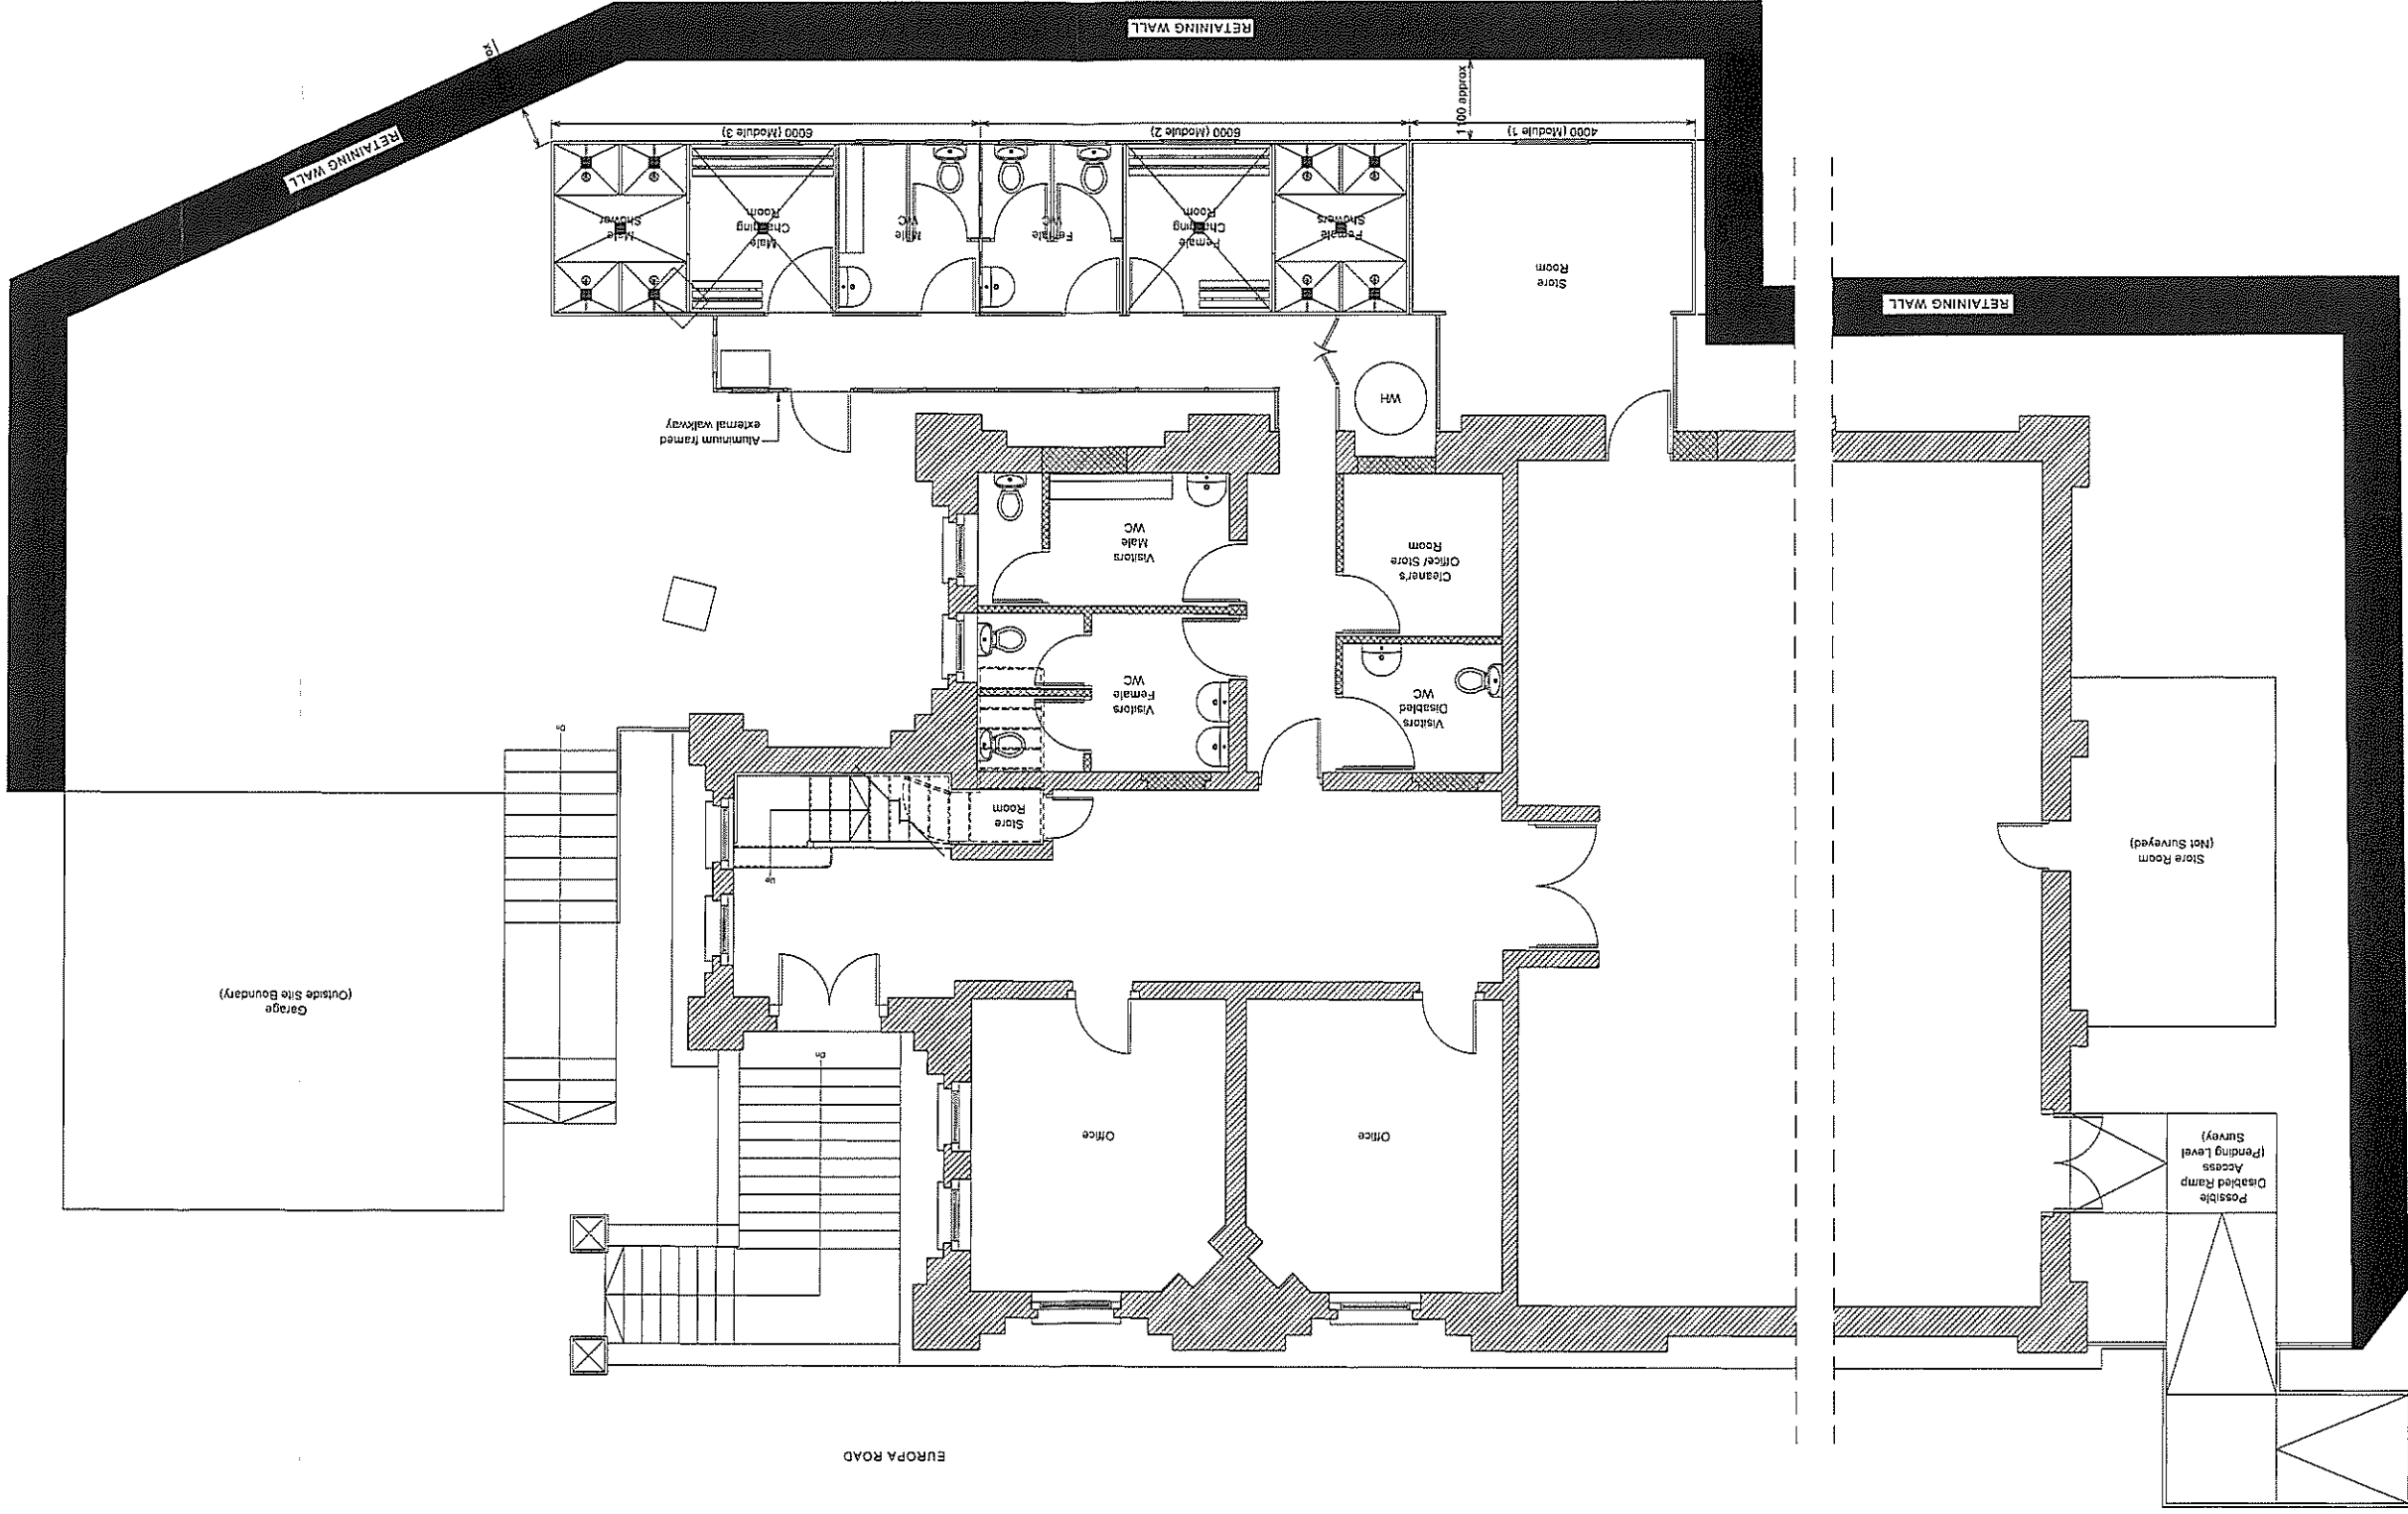 EUROPA ROAD
Possible
Disabled Ramp
Access
(Pending Level
Survey)
Office
Office
Dn
Garage
(Outside Site Boundary)
Store Room
(Not Surveyed)
Up
Store
Room
Dn
Visitors
Disabled
WC
Visitors
Female
WC
Cleaner's
Office/ Store
Room
Visitors
Male
WC
Aluminium framed
external walkway
WH
Store
Room
Female
Showers
Female
Changing
Room
Female
WC
Male
WC
Male
Changing
Room
Male
Shower
4000 (Module 1)
6000 (Module 2)
6000 (Module 3)
1100 approx
RETAINING WALL
RETAINING WALL
RETAINING WALL